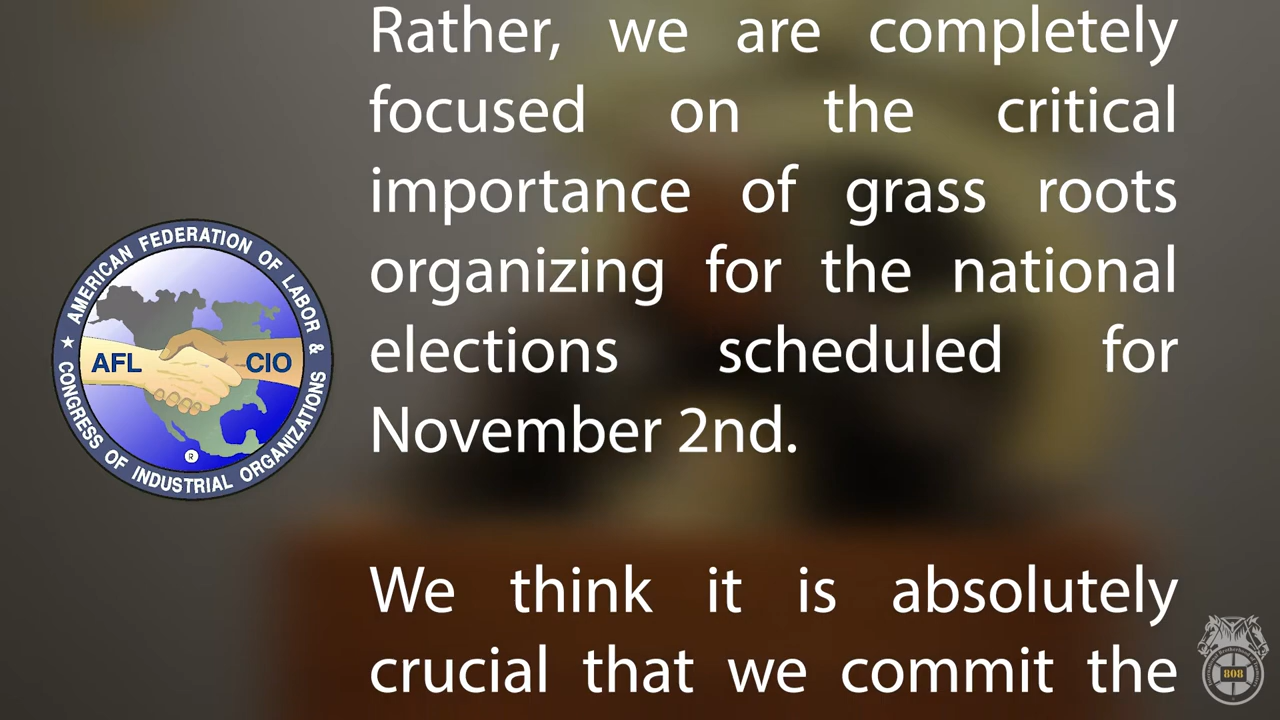 Rather, we are completely
focused on the critical
importance of grass roots
organizing for the national
elections scheduled for
November 2nd.
We think it is absolutely
crucial that we commit the
AMERICAN FEDERATION OF LABOR &
★ CONGRESS OF INDUSTRIAL ORGANIZATIONS
AFL CIO
®
808